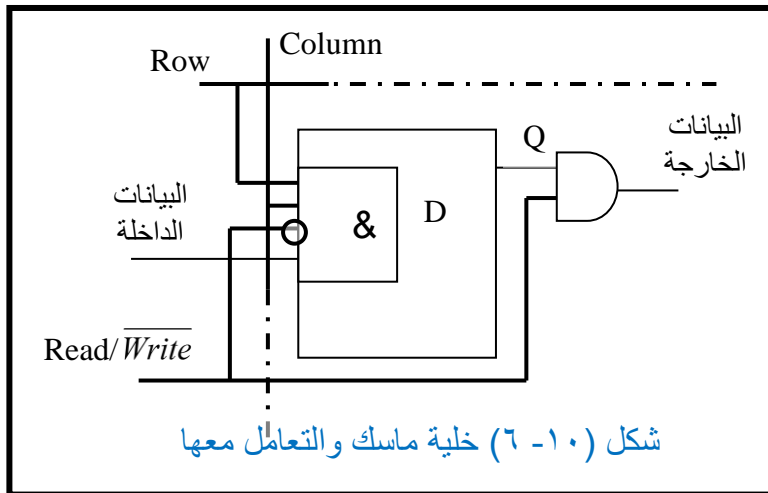 Column
Row
البيانات
الخارجة
Q
البيانات
الداخلة
& D
Read/Write
شكل (١٠- ٦) خلية ماسك والتعامل معها